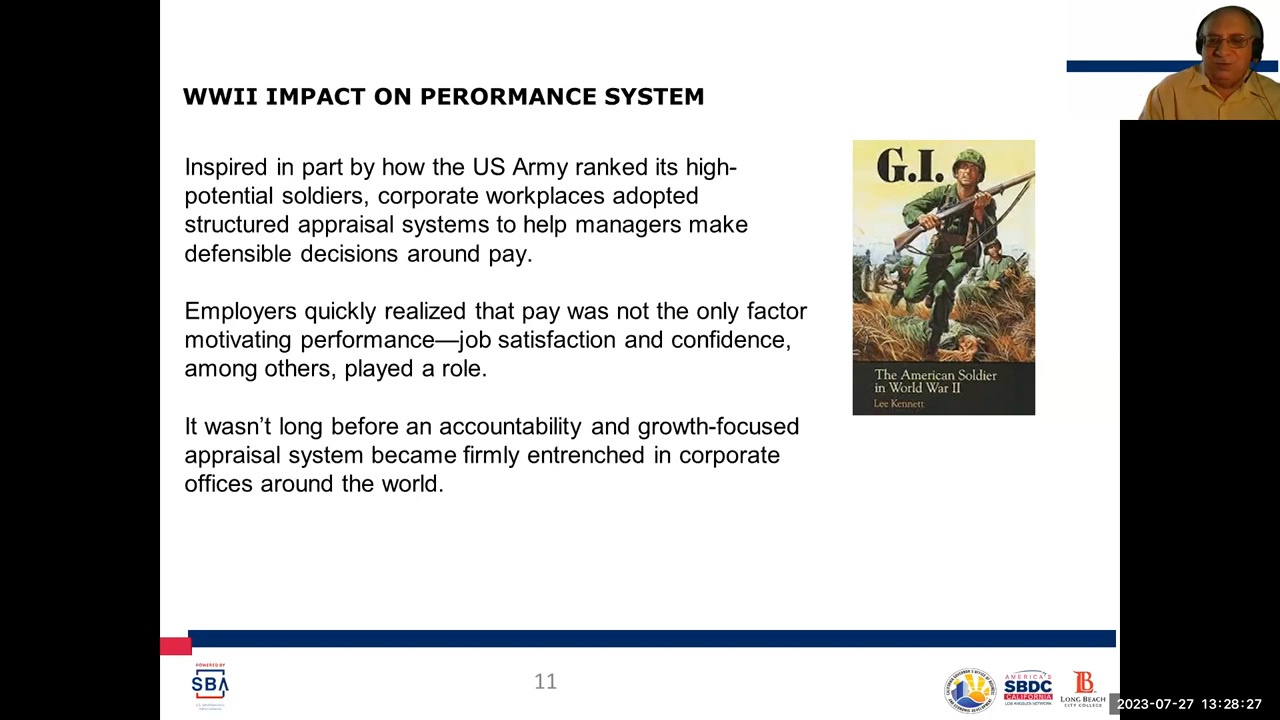 WWII IMPACT ON PERORMANCE SYSTEM
Inspired in part by how the US Army ranked its high-
potential soldiers, corporate workplaces adopted
structured appraisal systems to help managers make
defensible decisions around pay.
Employers quickly realized that pay was not the only factor
motivating performance—job satisfaction and confidence,
among others, played a role.
It wasn’t long before an accountability and growth-focused
appraisal system became firmly entrenched in corporate
offices around the world.
G.I.
The American Soldier
in World War II
Lee Kennett
POWERED BY
SBA
11
AMERICA'S
SBDC
CALIFORNIA
LOS ANGELES NETWORK
LONG BEACH
CITY COLLEGE
2023-07-27 13:28:27